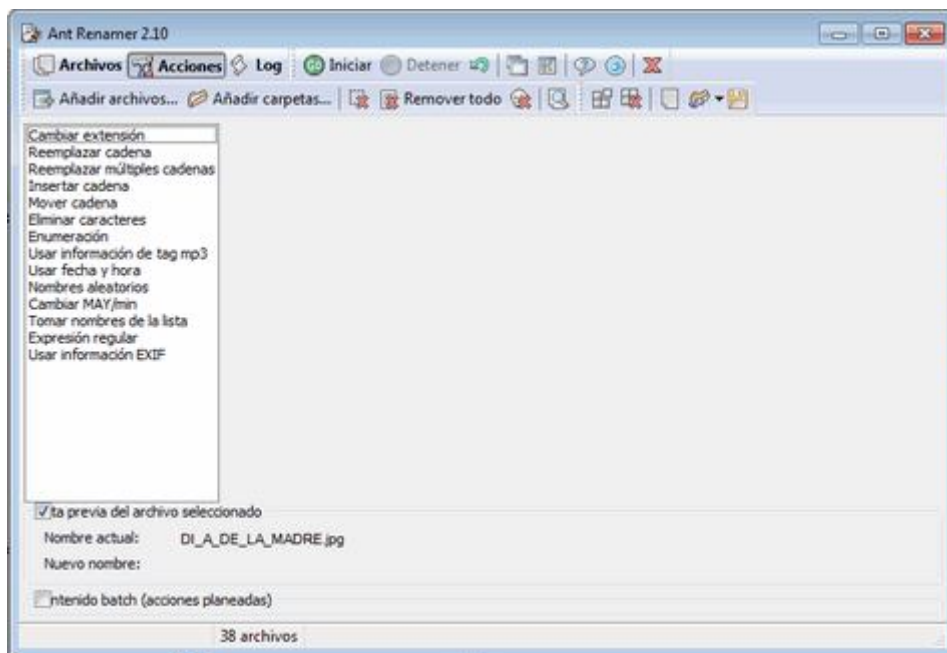 Ant Renamer 2.10
Archivos Acciones Log Iniciar Detener
Añadir archivos... Añadir carpetas... Remover todo
Cambiar extensión
Reemplazar cadena
Reemplazar múltiples cadenas
Insertar cadena
Mover cadena
Eliminar caracteres
Enumeración
Usar información de tag mp3
Usar fecha y hora
Nombres aleatorios
Cambiar MAY/min
Tomar nombres de la lista
Expresión regular
Usar información EXIF
ta previa del archivo seleccionado
Nombre actual: DI_A_DE_LA_MADRE.jpg
Nuevo nombre:
ntenido batch (acciones planeadas)
38 archivos